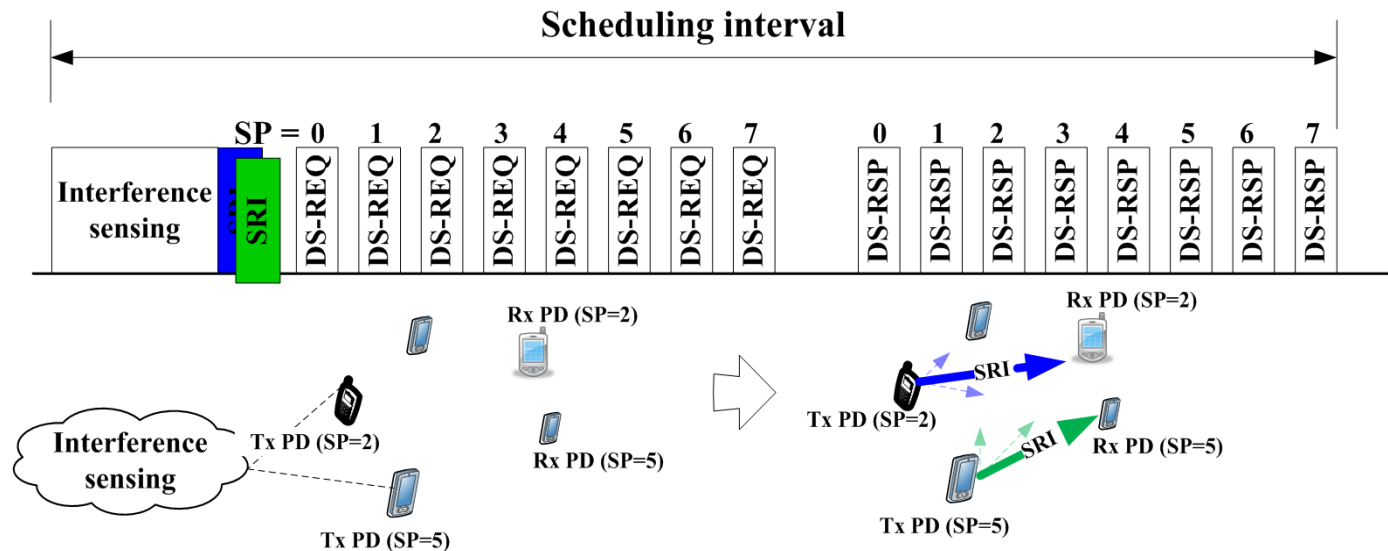 Scheduling interval
SP = 0 1 2 3 4 5 6 7 0 1 2 3 4 5 6 7
Interference
sensing
SRI
SRI
DS-REQ
DS-REQ
DS-REQ
DS-REQ
DS-REQ
DS-REQ
DS-REQ
DS-REQ
DS-RSP
DS-RSP
DS-RSP
DS-RSP
DS-RSP
DS-RSP
DS-RSP
DS-RSP
Rx PD (SP=2)
Tx PD (SP=2)
Interference
sensing
Rx PD (SP=5)
Tx PD (SP=5)
Rx PD (SP=2)
SRI
Tx PD (SP=2)
SRI
Rx PD (SP=5)
Tx PD (SP=5)